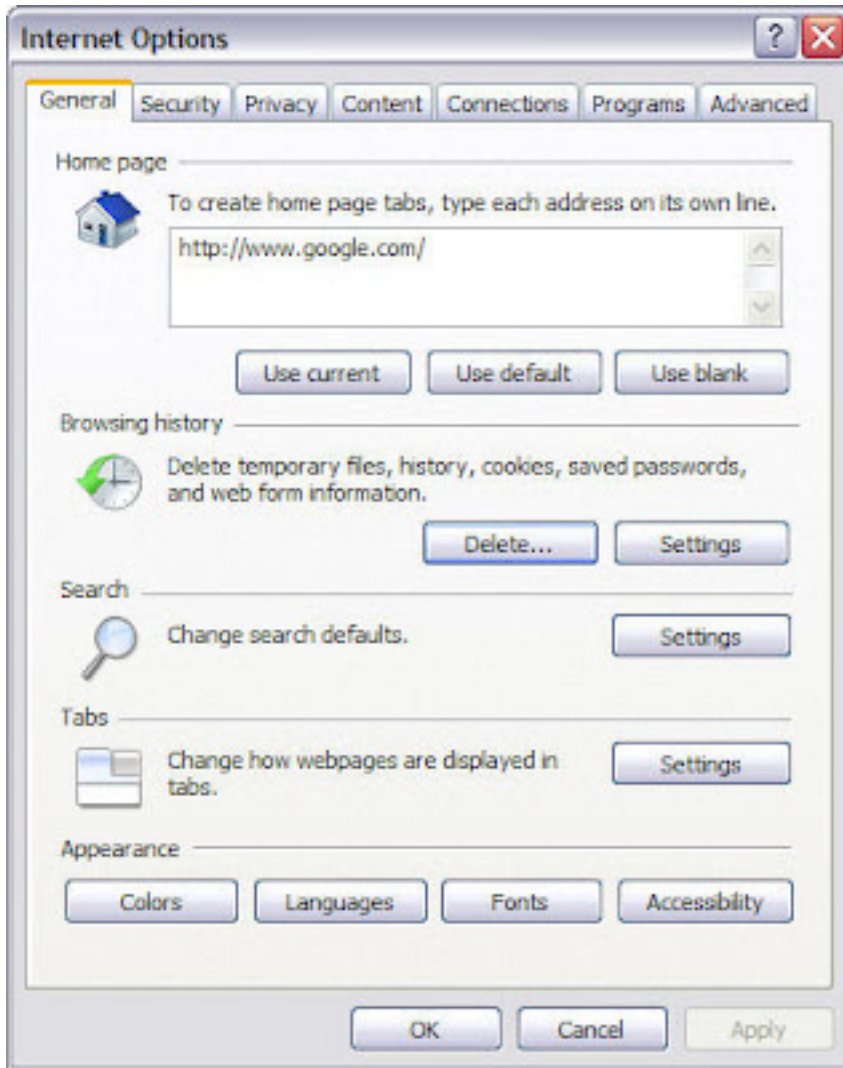 Internet Options
General Security Privacy Content Connections Programs Advanced
Home page
To create home page tabs, type each address on its own line.
http://www.google.com/
Use current Use default Use blank
Browsing history
Delete temporary files, history, cookies, saved passwords,
and web form information.
Delete... Settings
Search
Change search defaults. Settings
Tabs
Change how webpages are displayed in
tabs.
Settings
Appearance
Colors Languages Fonts Accessibility
OK Cancel Apply